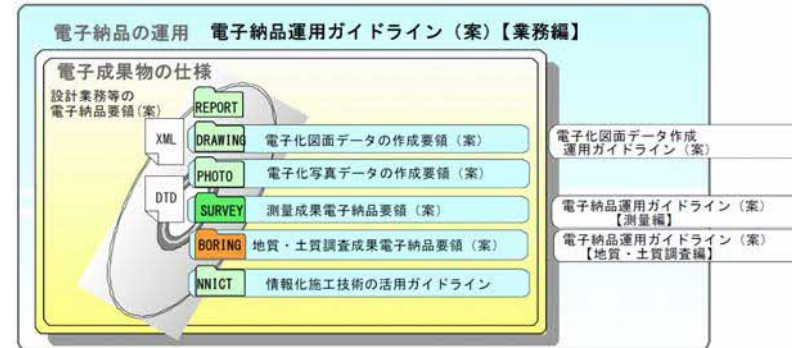 電子納品の運用 電子納品運用ガイドライン（案）【業務編】
電子成果物の仕様
設計業務等の
電子納品要領（案）
REPORT
XML
DRAWING 電子化図面データの作成要領（案）
電子化図面データ作成
運用ガイドライン（案）
PHOTO 電子化写真データの作成要領（案）
DTD
SURVEY 測量成果電子納品要領（案）
電子納品運用ガイドライン（案）
【測量編】
BORING 地質・土質調査成果電子納品要領（案）
電子納品運用ガイドライン（案）
【地質・土質調査編】
NNICT 情報化施工技術の活用ガイドライン